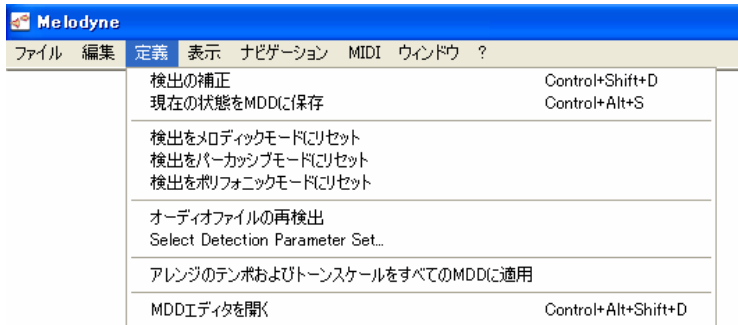 Melodyne
ファイル 編集 定義 表示 ナビゲーション MIDI ウィンドウ ?
検出の補正 Control+Shift+D
現在の状態をMDDに保存 Control+Alt+S
検出をメロディックモードにリセット
検出をパーカッシブモードにリセット
検出をポリフォニックモードにリセット
オーディオファイルの再検出
Select Detection Parameter Set...
アレンジのテンポおよびトーンスケールをすべてのMDDに適用
MDDエディタを開く Control+Alt+Shift+D